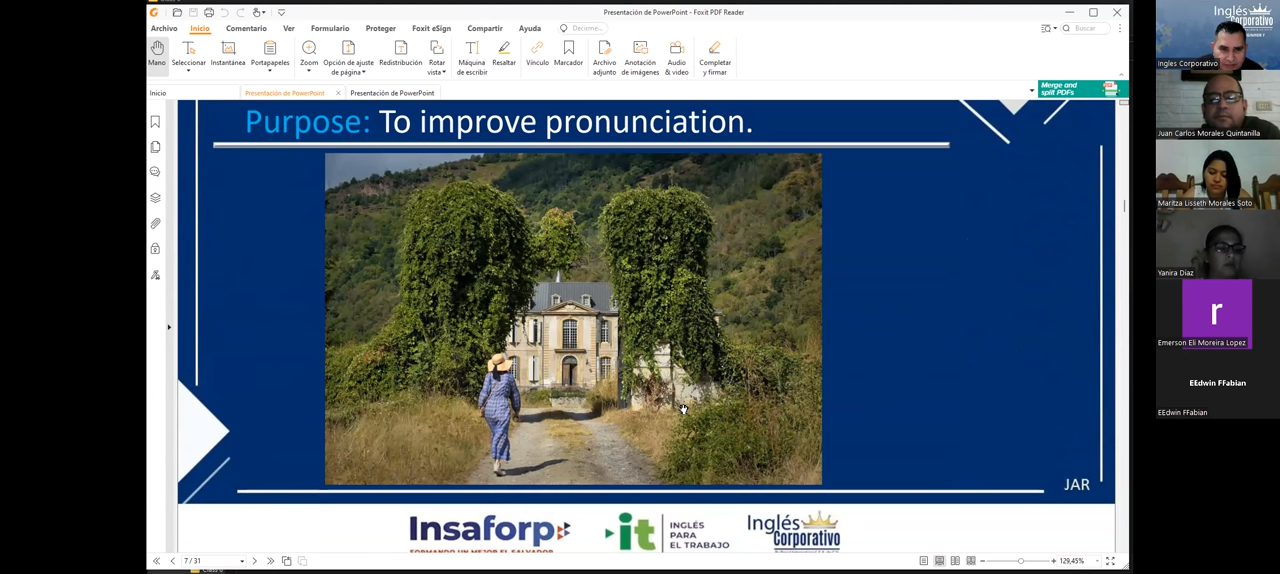 Presentación de PowerPoint - Foxit PDF Reader
Archivo Inicio Comentario Ver Formulario Proteger Foxit eSign Compartir Ayuda Decirme... Buscar
Mano Seleccionar Instantánea Portapapeles Zoom Opción de ajuste de página Redistribución Rotar vista Máquina de escribir Resaltar Vínculo Marcador Archivo adjunto Anotación de imágenes Audio & video Completar y firmar
Inicio Presentación de PowerPoint Presentación de PowerPoint
Merge and split PDFs
Purpose: To improve pronunciation.
JAR
Insaforp
FORMANDO UN MEJOR EL SALVADOR
it INGLÉS PARA EL TRABAJO
Inglés Corporativo
7 / 31
129,45%
Inglés
Corporativo
Ingles Corporativo
Juan Carlos Morales Quintanilla
Maritza Lisseth Morales Soto
Yanira Diaz
r
Emerson Eli Moreira Lopez
EEdwin FFabian
EEdwin FFabian